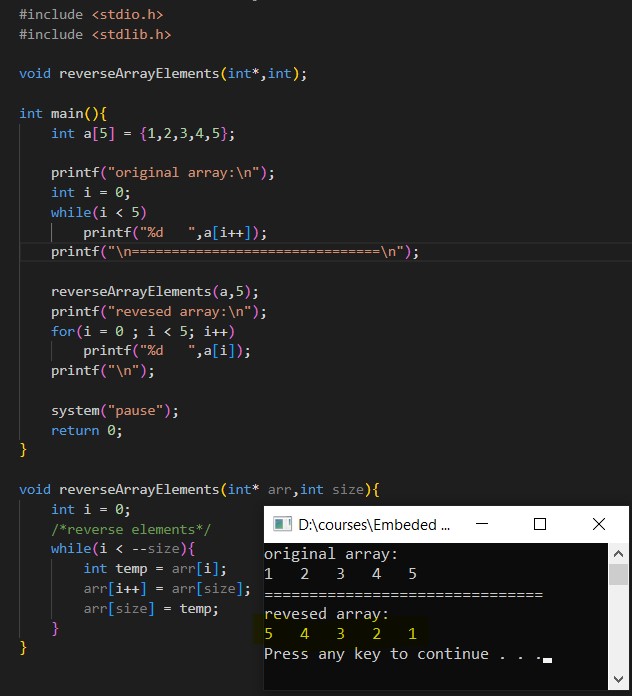 #include <stdio.h>
#include <stdlib.h>
void reverseArrayElements(int*,int);
int main(){
    int a[5] = {1,2,3,4,5};
    printf("original array:\n");
    int i = 0;
    while(i < 5)
        printf("%d   ",a[i++]);
    printf("\n===============================\n");
    reverseArrayElements(a,5);
    printf("revesed array:\n");
    for(i = 0 ; i < 5; i++)
        printf("%d   ",a[i]);
    printf("\n");
    system("pause");
    return 0;
}
void reverseArrayElements(int* arr,int size){
    int i = 0;
    /*reverse elements*/
    while(i < --size){
        int temp = arr[i];
        arr[i++] = arr[size];
        arr[size] = temp;
    }
}
D:\courses\Embeded ...
original array:
1   2   3   4   5
===============================
revesed array:
5   4   3   2   1
Press any key to continue . . .